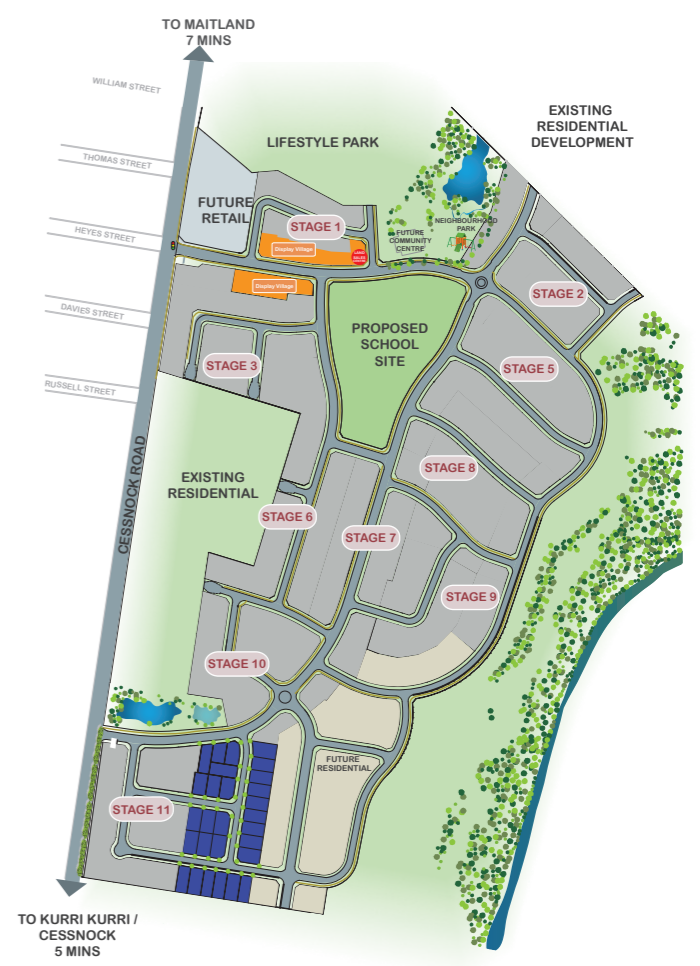 TO MAITLAND
7 MINS
WILLIAM STREET
EXISTING
RESIDENTIAL
DEVELOPMENT
LIFESTYLE PARK
THOMAS STREET
FUTURE
RETAIL
STAGE 1
NEIGHBOURHOOD
PARK
FUTURE
COMMUNITY
CENTRE
HEYES STREET
Display Village
Display Village
STAGE 2
DAVIES STREET
PROPOSED
SCHOOL
SITE
STAGE 3
STAGE 5
RUSSELL STREET
CESSNOCK ROAD
EXISTING
RESIDENTIAL
STAGE 8
STAGE 6
STAGE 7
STAGE 9
STAGE 10
FUTURE
RESIDENTIAL
STAGE 11
TO KURRI KURRI /
CESSNOCK
5 MINS